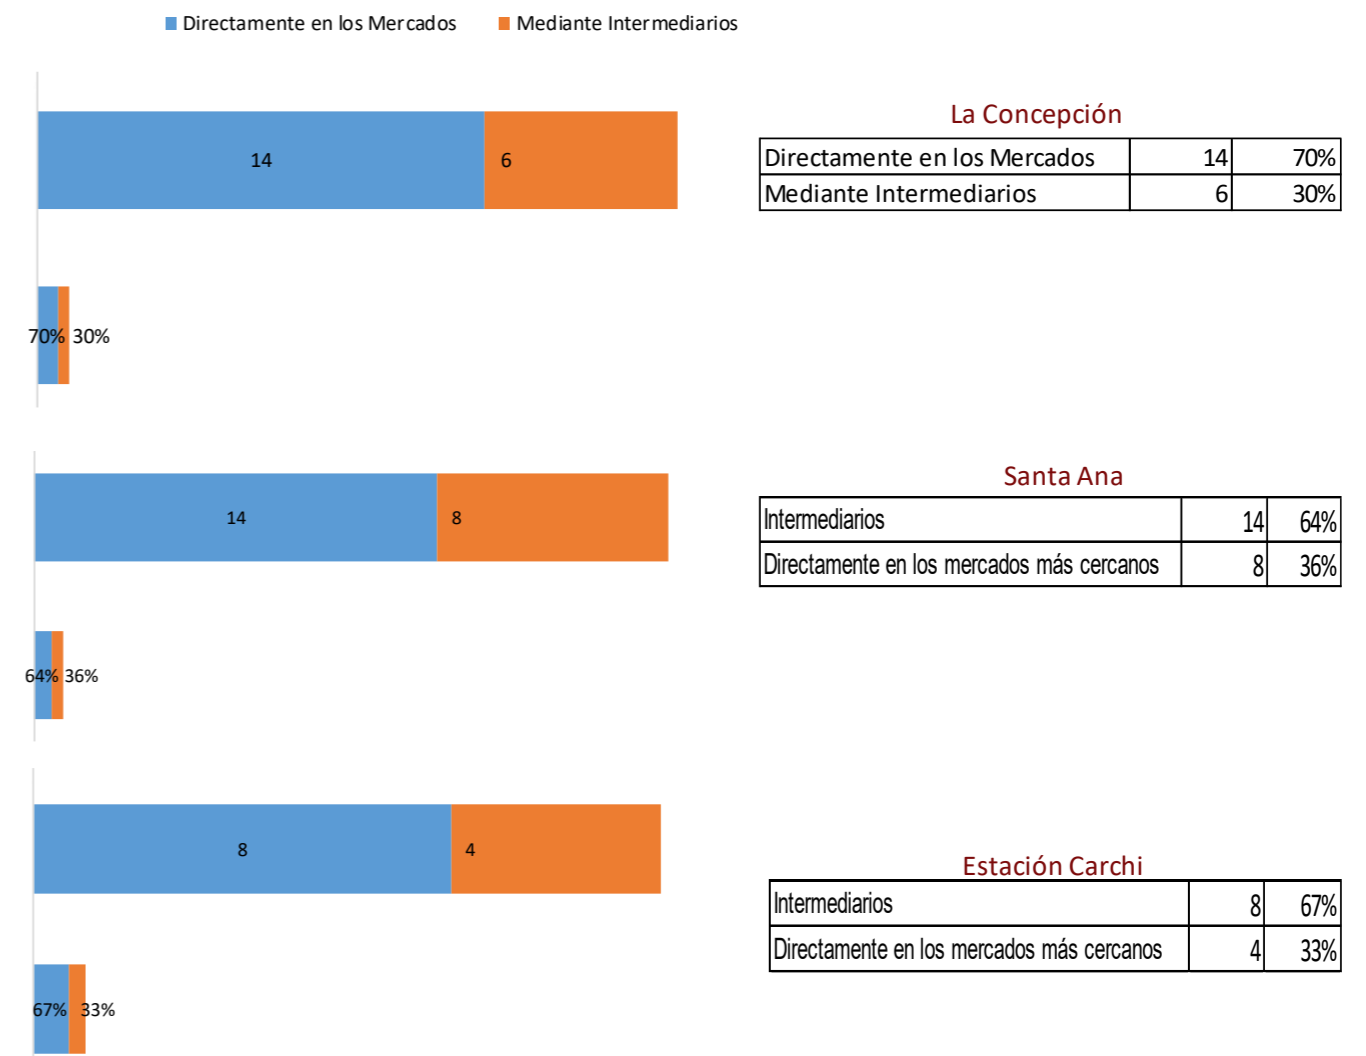 Directamente en los Mercados Mediante Intermediarios
14 6
70% 30%
La Concepción
Directamente en los Mercados 14 70%
Mediante Intermediarios 6 30%
14 8
64% 36%
Santa Ana
Intermediarios 14 64%
Directamente en los mercados más cercanos 8 36%
8 4
67% 33%
Estación Carchi
Intermediarios 8 67%
Directamente en los mercados más cercanos 4 33%